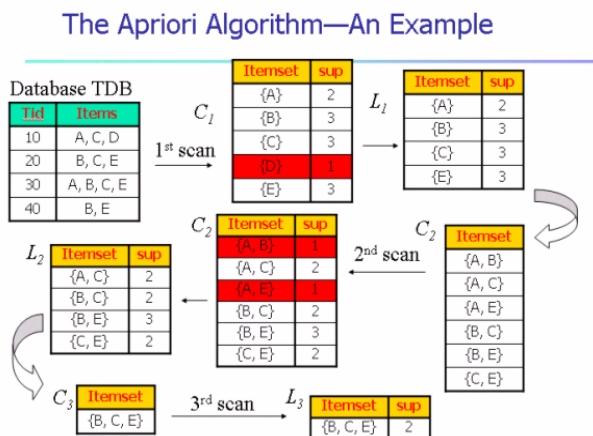 The Apriori Algorithm—An Example
Database TDB
Tid Items
10 A, C, D
20 B, C, E
30 A, B, C, E
40 B, E
1st scan
C1
Itemset sup
{A} 2
{B} 3
{C} 3
{D} 1
{E} 3
L1
Itemset sup
{A} 2
{B} 3
{C} 3
{E} 3
C2
Itemset
{A, B}
{A, C}
{A, E}
{B, C}
{B, E}
{C, E}
2nd scan
C2
Itemset sup
{A, B} 1
{A, C} 2
{A, E} 1
{B, C} 2
{B, E} 3
{C, E} 2
L2
Itemset sup
{A, C} 2
{B, C} 2
{B, E} 3
{C, E} 2
C3
Itemset
{B, C, E}
3rd scan
L3
Itemset sup
{B, C, E} 2